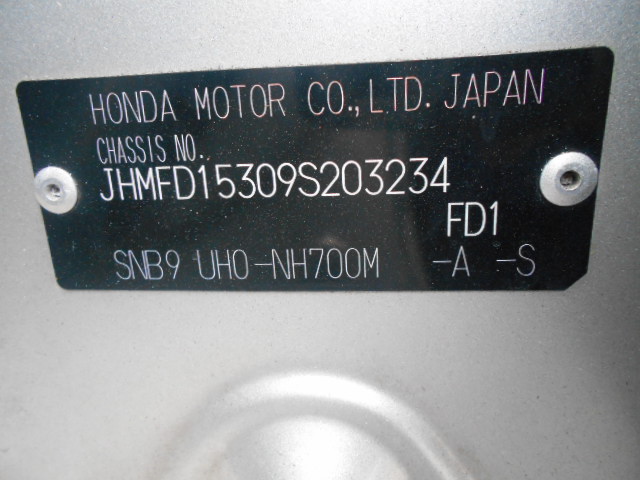 HONDA MOTOR CO.,LTD. JAPAN
CHASSIS NO.
JHMFD15309S203234
FD1
SNB9 UH0-NH700M -A -S